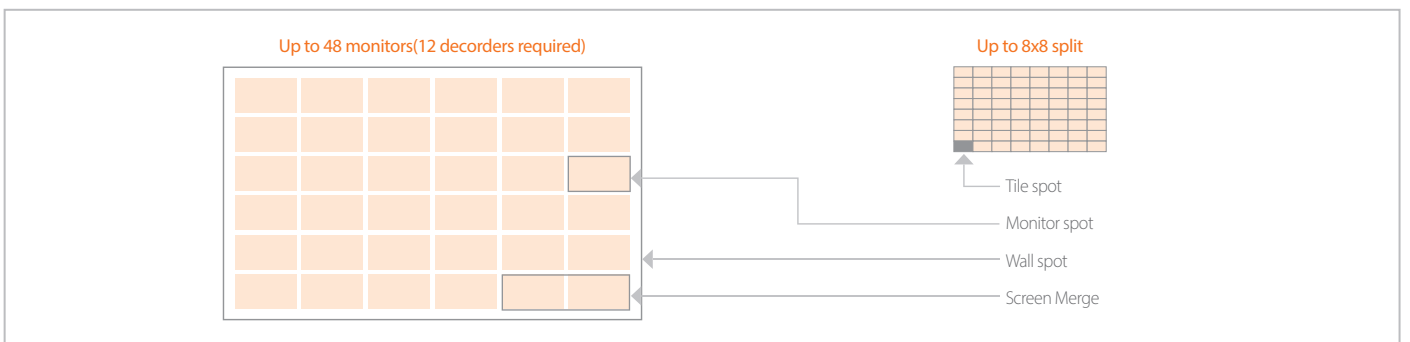 Up to 48 monitors(12 decorders required)
Up to 8x8 split
Tile spot
Monitor spot
Wall spot
Screen Merge